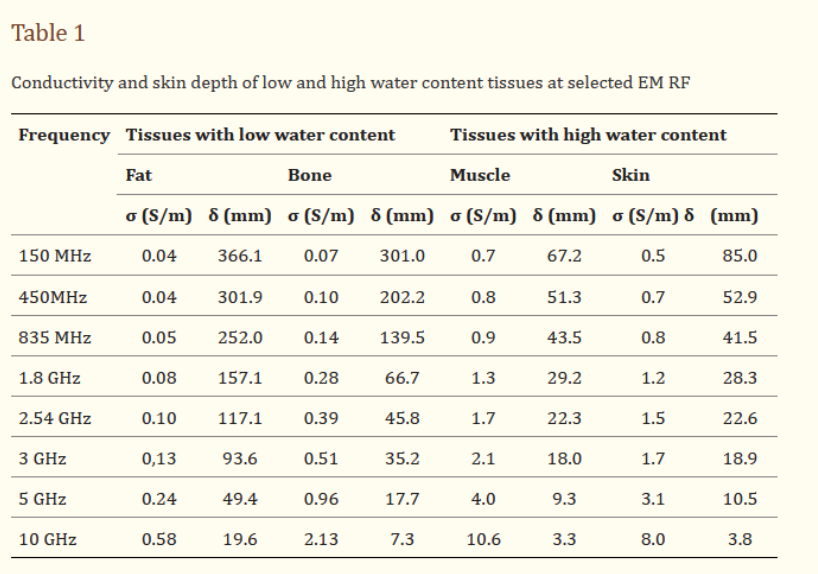 Table 1
Conductivity and skin depth of low and high water content tissues at selected EM RF
Frequency Tissues with low water content Tissues with high water content
Fat Bone Muscle Skin
σ (S/m) δ (mm) σ (S/m) δ (mm) σ (S/m) δ (mm) σ (S/m) δ (mm)
150 MHz 0.04 366.1 0.07 301.0 0.7 67.2 0.5 85.0
450MHz 0.04 301.9 0.10 202.2 0.8 51.3 0.7 52.9
835 MHz 0.05 252.0 0.14 139.5 0.9 43.5 0.8 41.5
1.8 GHz 0.08 157.1 0.28 66.7 1.3 29.2 1.2 28.3
2.54 GHz 0.10 117.1 0.39 45.8 1.7 22.3 1.5 22.6
3 GHz 0,13 93.6 0.51 35.2 2.1 18.0 1.7 18.9
5 GHz 0.24 49.4 0.96 17.7 4.0 9.3 3.1 10.5
10 GHz 0.58 19.6 2.13 7.3 10.6 3.3 8.0 3.8